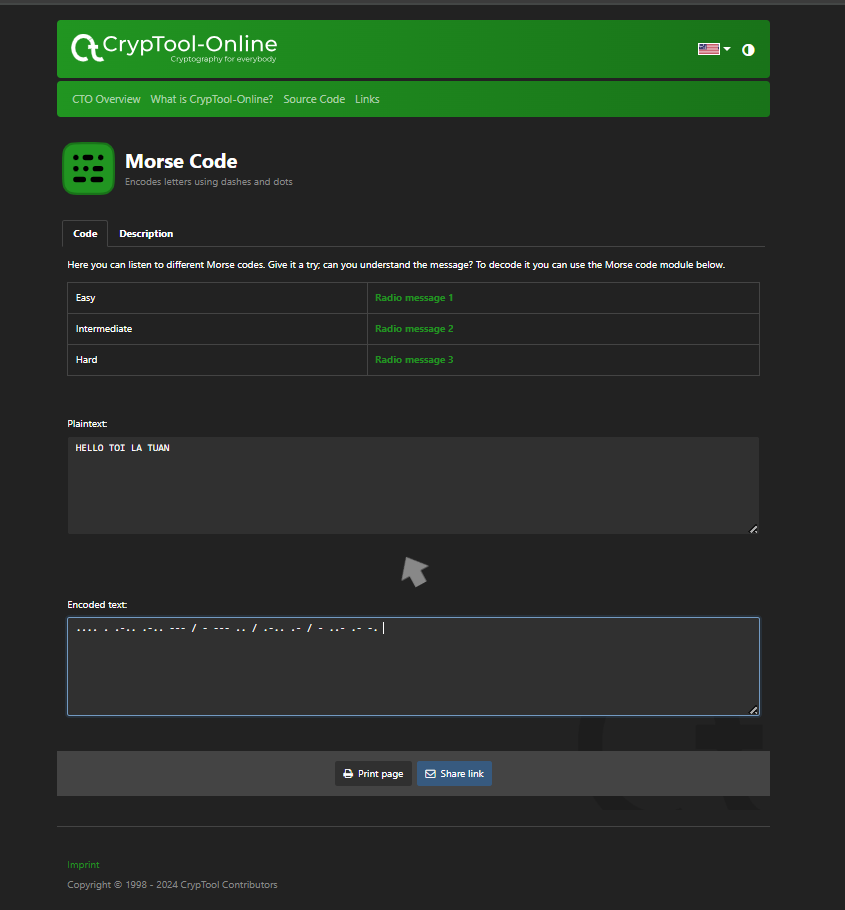 CrypTool-Online
Cryptography for everybody
CTO Overview What is CrypTool-Online? Source Code Links
Morse Code
Encodes letters using dashes and dots
Code Description
Here you can listen to different Morse codes. Give it a try; can you understand the message? To decode it you can use the Morse code module below.
Easy Radio message 1
Intermediate Radio message 2
Hard Radio message 3
Plaintext:
HELLO TOI LA TUAN
Encoded text:
.... . .-.. .-.. --- / - --- .. / .-.. .- / - ..- .- -.
Print page Share link
Imprint
Copyright © 1998 - 2024 CrypTool Contributors